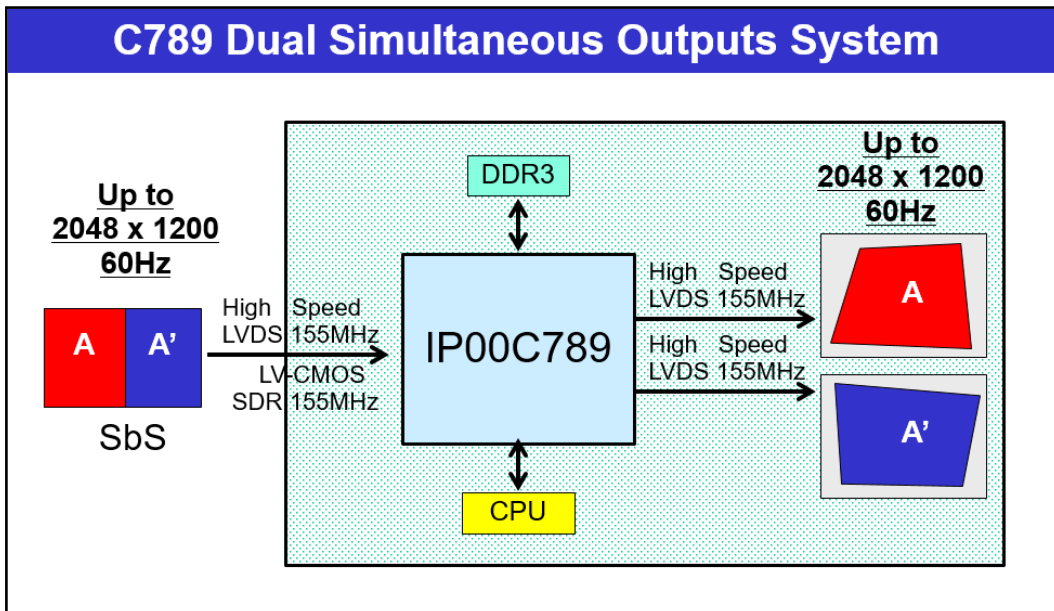 C789 Dual Simultaneous Outputs System
Up to
2048 x 1200
60Hz
A A’
SbS
High Speed
LVDS 155MHz
LV-CMOS
SDR 155MHz
DDR3
IP00C789
CPU
High Speed
LVDS 155MHz
High Speed
LVDS 155MHz
Up to
2048 x 1200
60Hz
A
A’